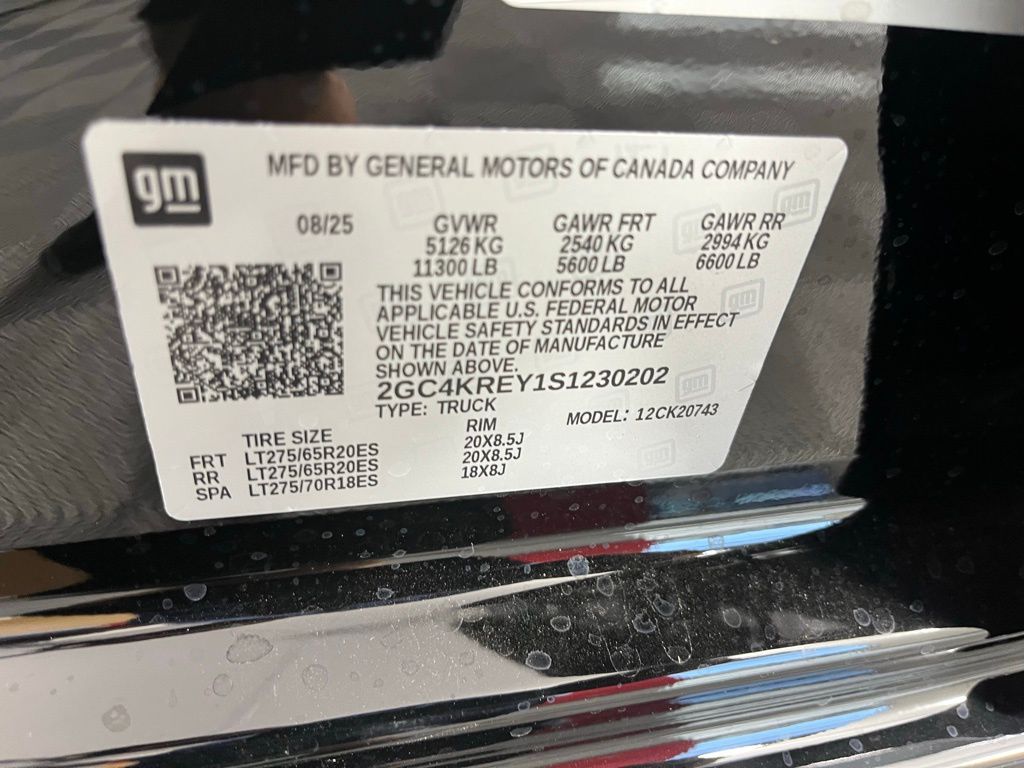 gm
MFD BY GENERAL MOTORS OF CANADA COMPANY
08/25 GVWR GAWR FRT GAWR RR
5126 KG 2540 KG 2994 KG
11300 LB 5600 LB 6600 LB
THIS VEHICLE CONFORMS TO ALL
APPLICABLE U.S. FEDERAL MOTOR
VEHICLE SAFETY STANDARDS IN EFFECT
ON THE DATE OF MANUFACTURE
SHOWN ABOVE.
2GC4KREY1S1230202
TYPE: TRUCK MODEL: 12CK20743
TIRE SIZE RIM
FRT LT275/65R20ES 20X8.5J
RR LT275/65R20ES 20X8.5J
SPA LT275/70R18ES 18X8J